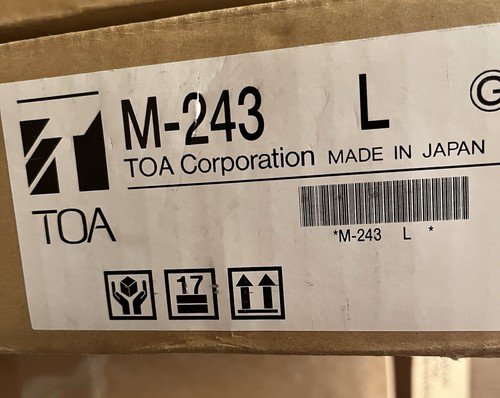 M-243 L G
TOA Corporation MADE IN JAPAN
TOA
*M-243 L *
17